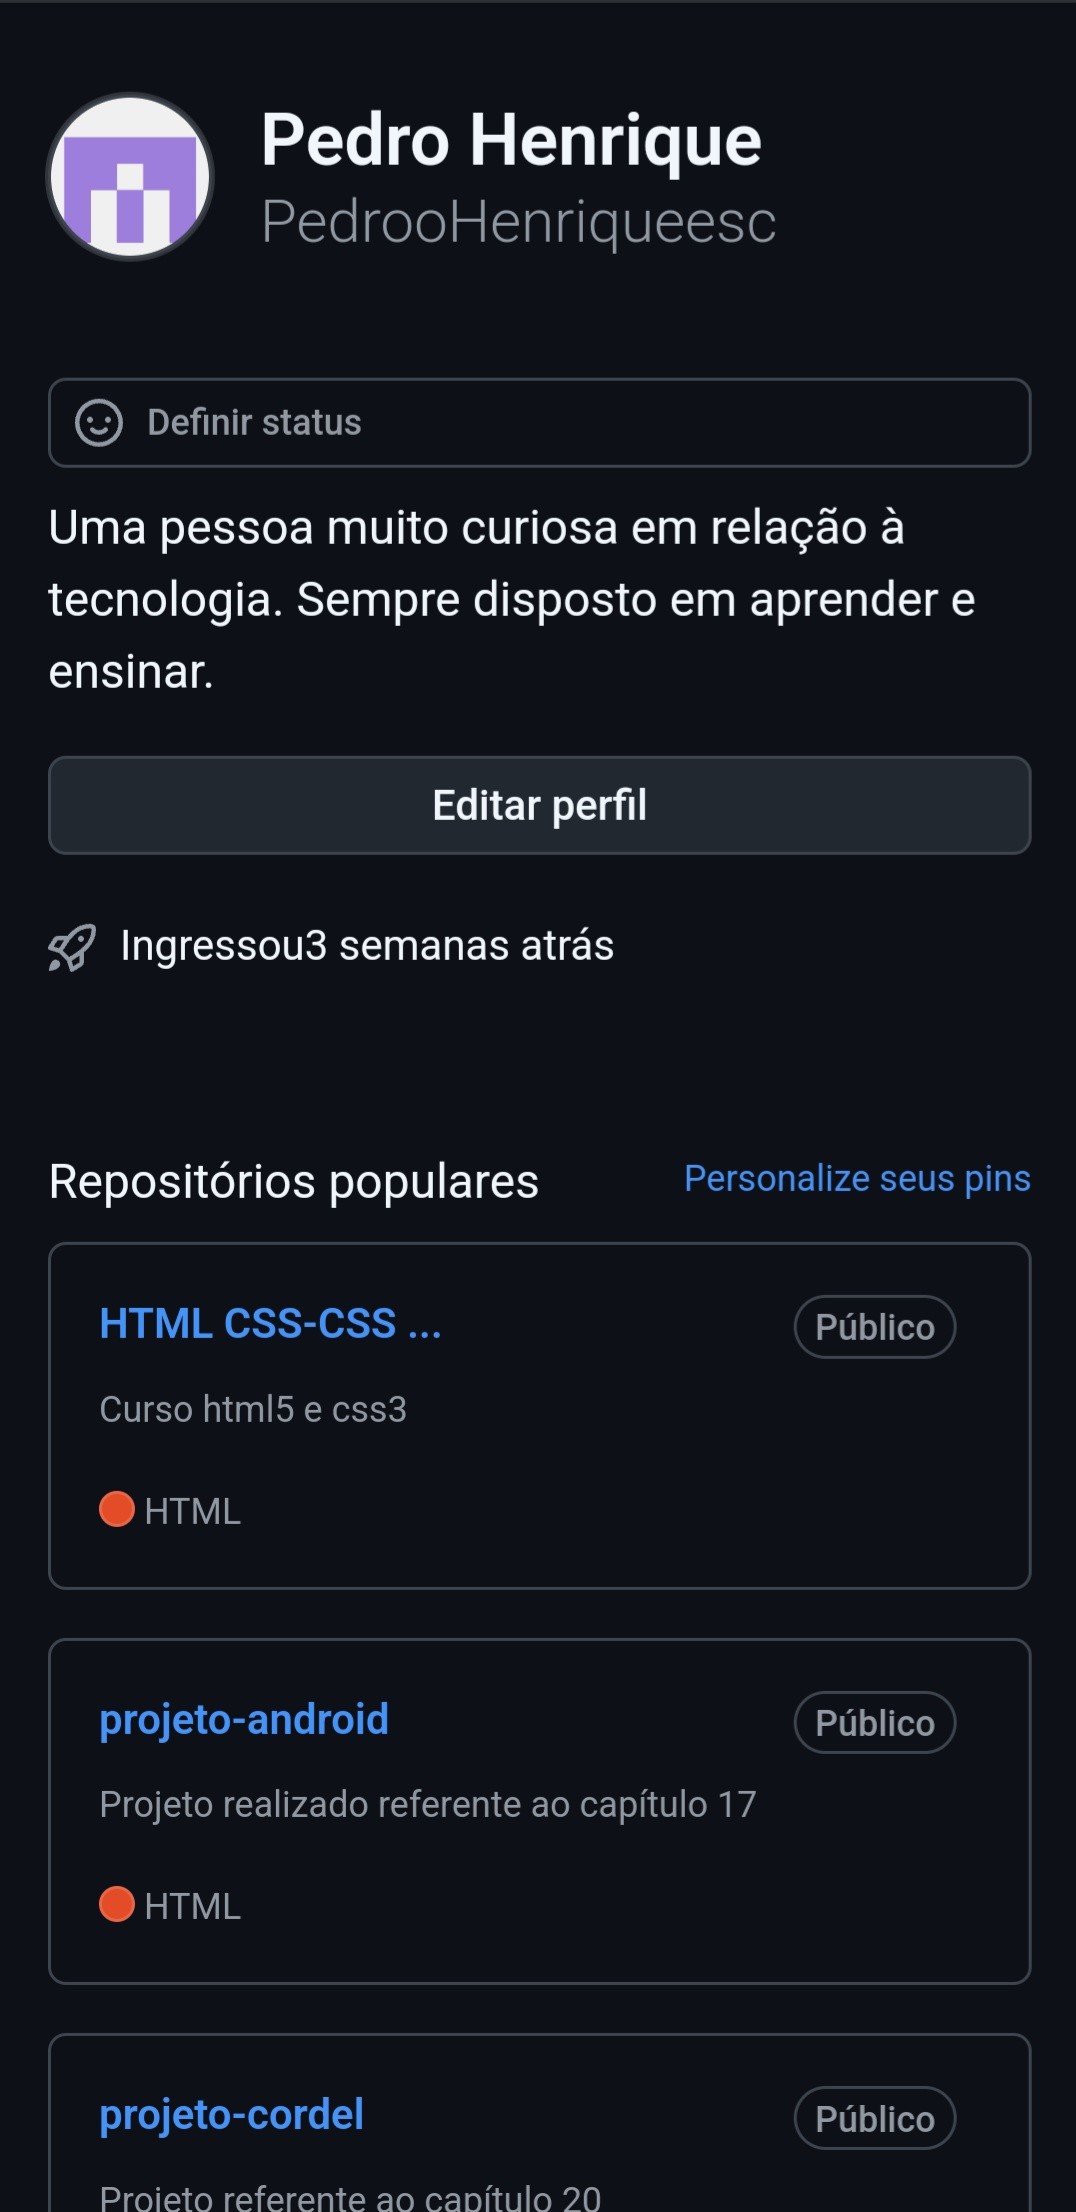 Pedro Henrique
PedrooHenriqueesc
Definir status
Uma pessoa muito curiosa em relação à
tecnologia. Sempre disposto em aprender e
ensinar.
Editar perfil
Ingressou3 semanas atrás
Repositórios populares
Personalize seus pins
HTML CSS-CSS ...
Público
Curso html5 e css3
HTML
projeto-android
Público
Projeto realizado referente ao capítulo 17
HTML
projeto-cordel
Público
Projeto referente ao capítulo 20